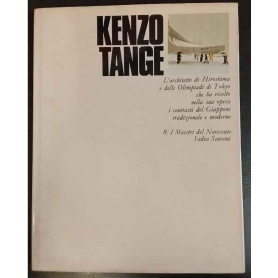 KENZO
TANGE
L'architetto di Hiroshima
e delle Olimpiadi di Tokyo
che ha risolto
nella sua opera
i contrasti del Giappone
tradizionale e moderno
8/I Maestri del Novecento
Sadea Sansoni